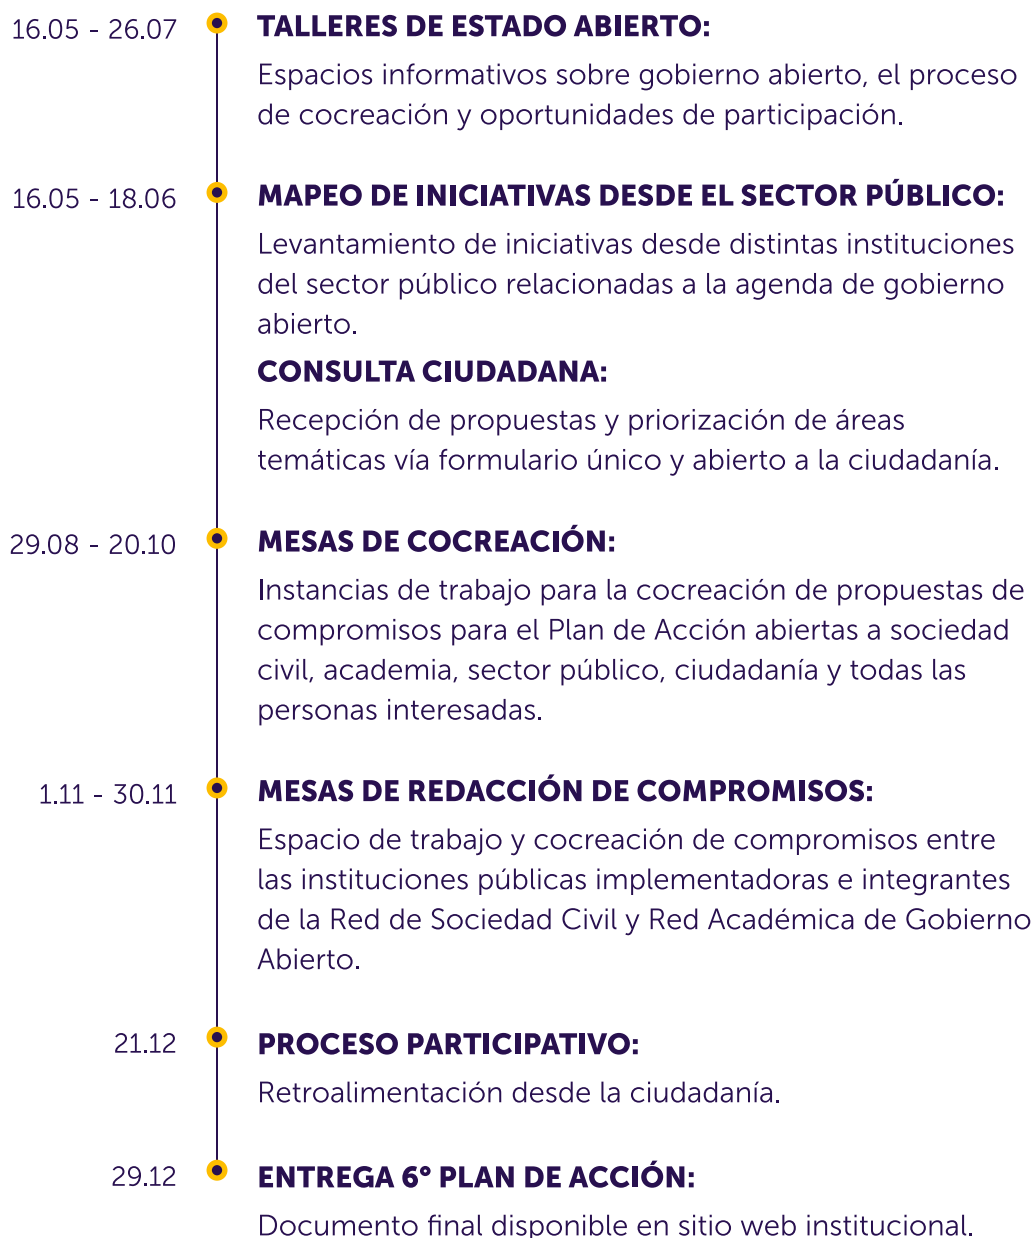 16.05 - 26.07
TALLERES DE ESTADO ABIERTO:
Espacios informativos sobre gobierno abierto, el proceso
de cocreación y oportunidades de participación.
16.05 - 18.06
MAPEO DE INICIATIVAS DESDE EL SECTOR PÚBLICO:
Levantamiento de iniciativas desde distintas instituciones
del sector público relacionadas a la agenda de gobierno
abierto.
CONSULTA CIUDADANA:
Recepción de propuestas y priorización de áreas
temáticas vía formulario único y abierto a la ciudadanía.
29.08 - 20.10
MESAS DE COCREACIÓN:
Instancias de trabajo para la cocreación de propuestas de
compromisos para el Plan de Acción abiertas a sociedad
civil, academia, sector público, ciudadanía y todas las
personas interesadas.
1.11 - 30.11
MESAS DE REDACCIÓN DE COMPROMISOS:
Espacio de trabajo y cocreación de compromisos entre
las instituciones públicas implementadoras e integrantes
de la Red de Sociedad Civil y Red Académica de Gobierno
Abierto.
21.12
PROCESO PARTICIPATIVO:
Retroalimentación desde la ciudadanía.
29.12
ENTREGA 6° PLAN DE ACCIÓN:
Documento final disponible en sitio web institucional.